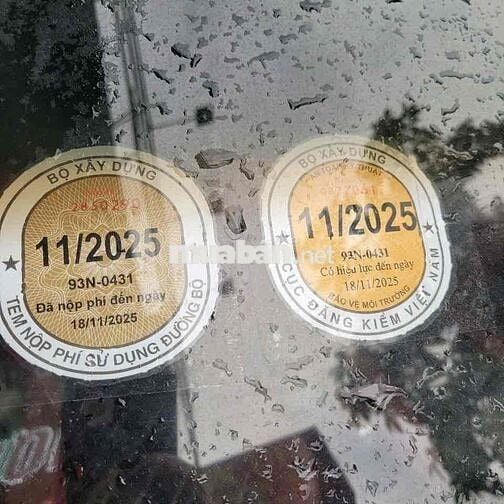 BỘ XÂY DỰNG
11/2025
93N-0431
Đã nộp phí đến ngày
18/11/2025
TEM NỘP PHÍ SỬ DỤNG ĐƯỜNG BỘ
BỘ XÂY DỰNG
11/2025
93N-0431
Có hiệu lực đến ngày
18/11/2025
BẢO VỆ MÔI TRƯỜNG
CỤC ĐĂNG KIỂM VIỆT NAM
muaban.net